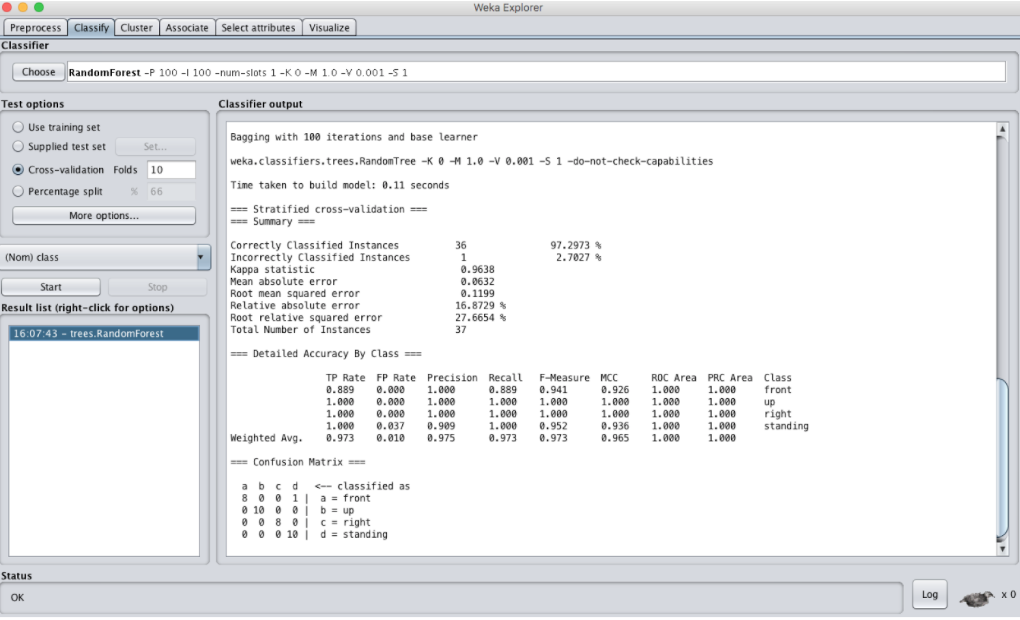 Weka Explorer
Preprocess Classify Cluster Associate Select attributes Visualize
Classifier
Choose RandomForest -P 100 -I 100 -num-slots 1 -K 0 -M 1.0 -V 0.001 -S 1
Test options
Use training set
Supplied test set Set...
Cross-validation Folds 10
Percentage split % 66
More options...
(Nom) class
Start Stop
Result list (right-click for options)
16:07:43 - trees.RandomForest
Classifier output
Bagging with 100 iterations and base learner
weka.classifiers.trees.RandomTree -K 0 -M 1.0 -V 0.001 -S 1 -do-not-check-capabilities
Time taken to build model: 0.11 seconds
=== Stratified cross-validation ===
=== Summary ===
Correctly Classified Instances 36 97.2973 %
Incorrectly Classified Instances 1 2.7027 %
Kappa statistic 0.9638
Mean absolute error 0.0632
Root mean squared error 0.1199
Relative absolute error 16.8729 %
Root relative squared error 27.6654 %
Total Number of Instances 37
=== Detailed Accuracy By Class ===
TP Rate FP Rate Precision Recall F-Measure MCC ROC Area PRC Area Class
0.889 0.000 1.000 0.889 0.941 0.926 1.000 1.000 front
1.000 0.000 1.000 1.000 1.000 1.000 1.000 1.000 up
1.000 0.000 1.000 1.000 1.000 1.000 1.000 1.000 right
1.000 0.037 0.909 1.000 0.952 0.936 1.000 1.000 standing
Weighted Avg. 0.973 0.010 0.975 0.973 0.973 0.965 1.000 1.000
=== Confusion Matrix ===
a b c d <-- classified as
8 0 0 1 | a = front
0 10 0 0 | b = up
0 0 8 0 | c = right
0 0 0 10 | d = standing
Status
OK
Log x 0